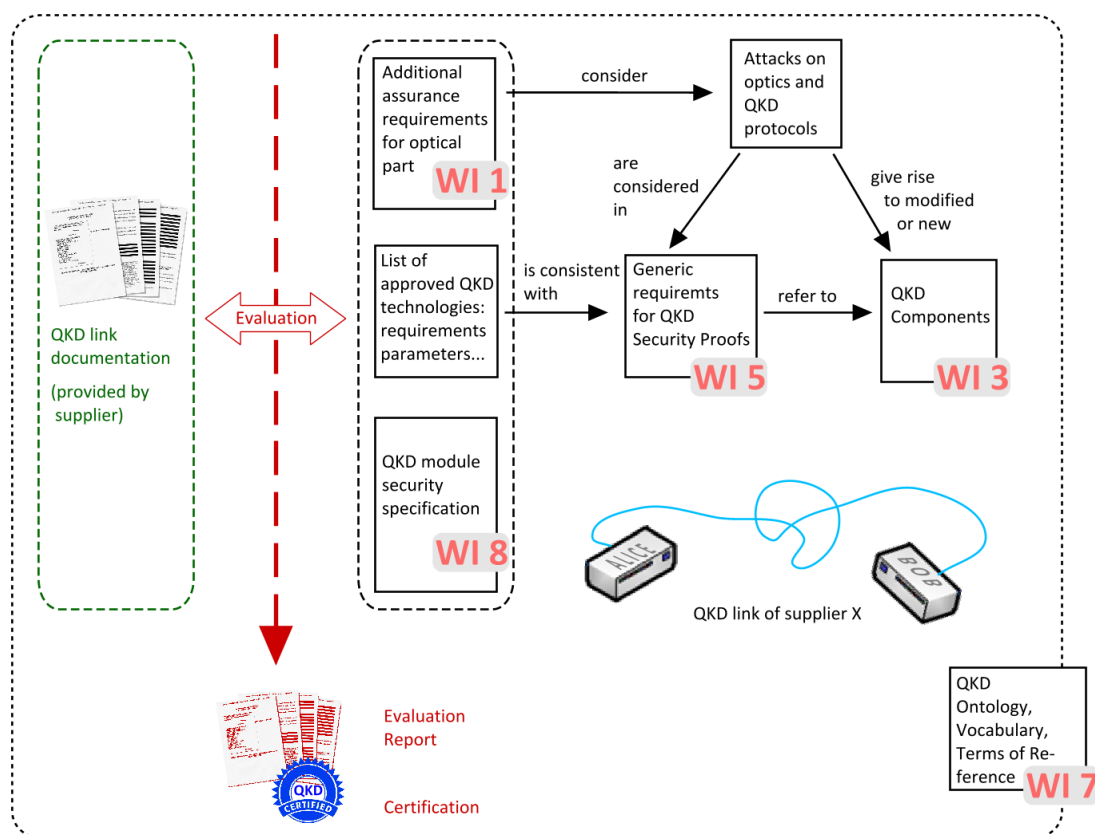 Additional
assurance
requirements
for optical
part
WI 1
consider
Attacks on
optics and
QKD
protocols
are
considered
in
give rise
to modified
or new
QKD link
documentation
(provided by
supplier)
Evaluation
List of
approved QKD
technologies:
requirements
parameters...
is consistent
with
Generic
requiremts
for QKD
Security Proofs
WI 5
refer to
QKD
Components
WI 3
QKD module
security
specification
WI 8
ALICE
BOB
QKD link of supplier X
QKD
Ontology,
Vocabulary,
Terms of Re-
ference
WI 7
Evaluation
Report
QKD
CERTIFIED
Certification